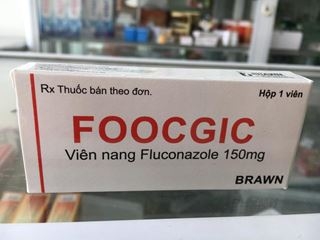 Rx Thuốc bán theo đơn.
Hộp 1 viên
FOOCGIC
Viên nang Fluconazole 150mg
BRAWN